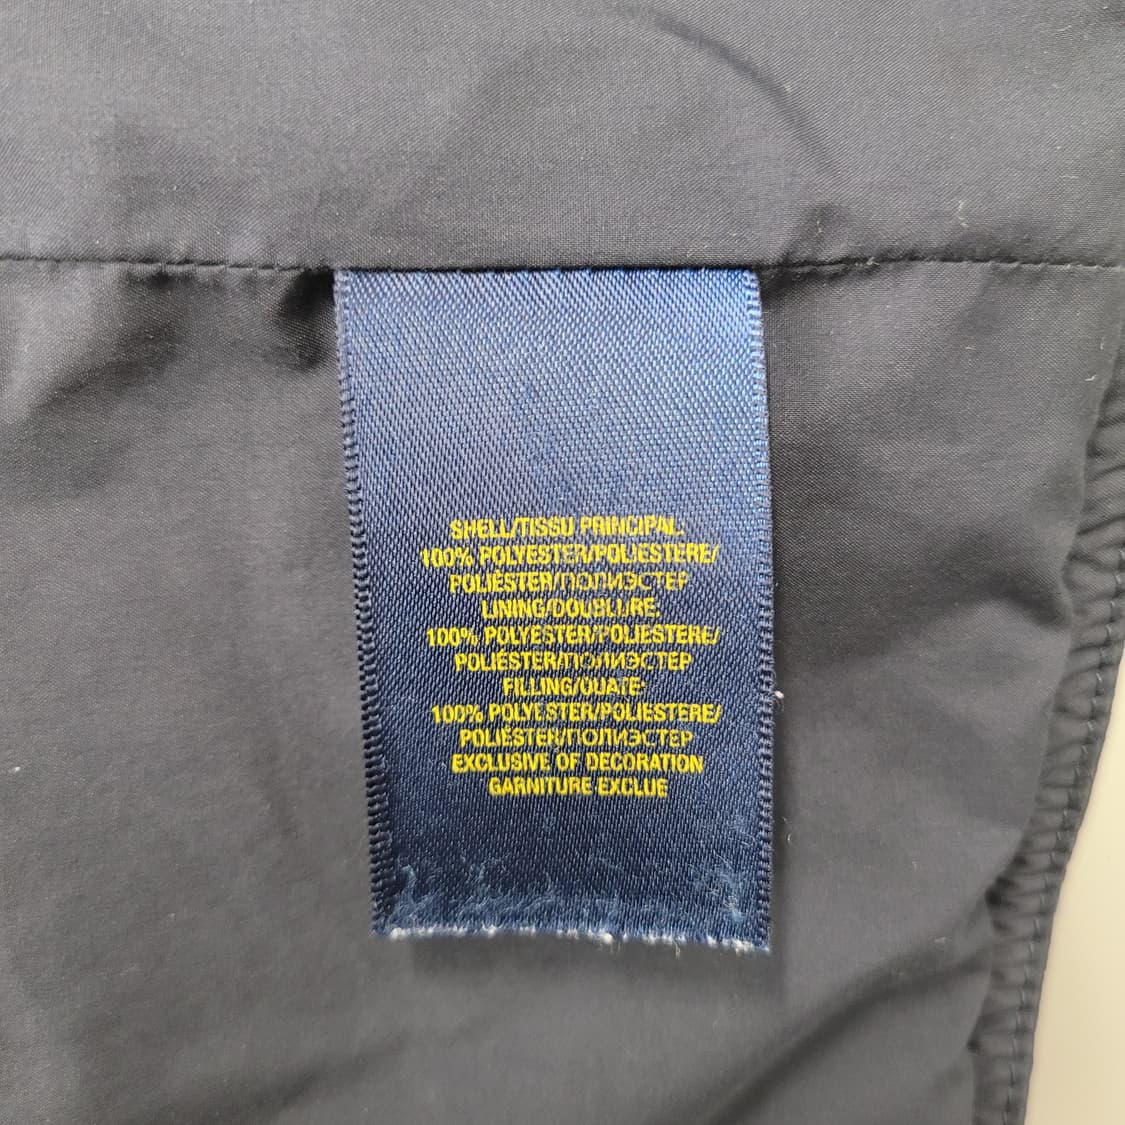 SHELL/TISSU PRINCIPAL:
100% POLYESTER/POLIESTERE/
POLIÉSTER/ПОЛИЭСТЕР
LINING/DOUBLURE:
100% POLYESTER/POLIESTERE/
POLIÉSTER/ПОЛИЭСТЕР
FILLING/OUATE:
100% POLYESTER/POLIESTERE/
POLIÉSTER/ПОЛИЭСТЕР
EXCLUSIVE OF DECORATION
GARNITURE EXCLUE